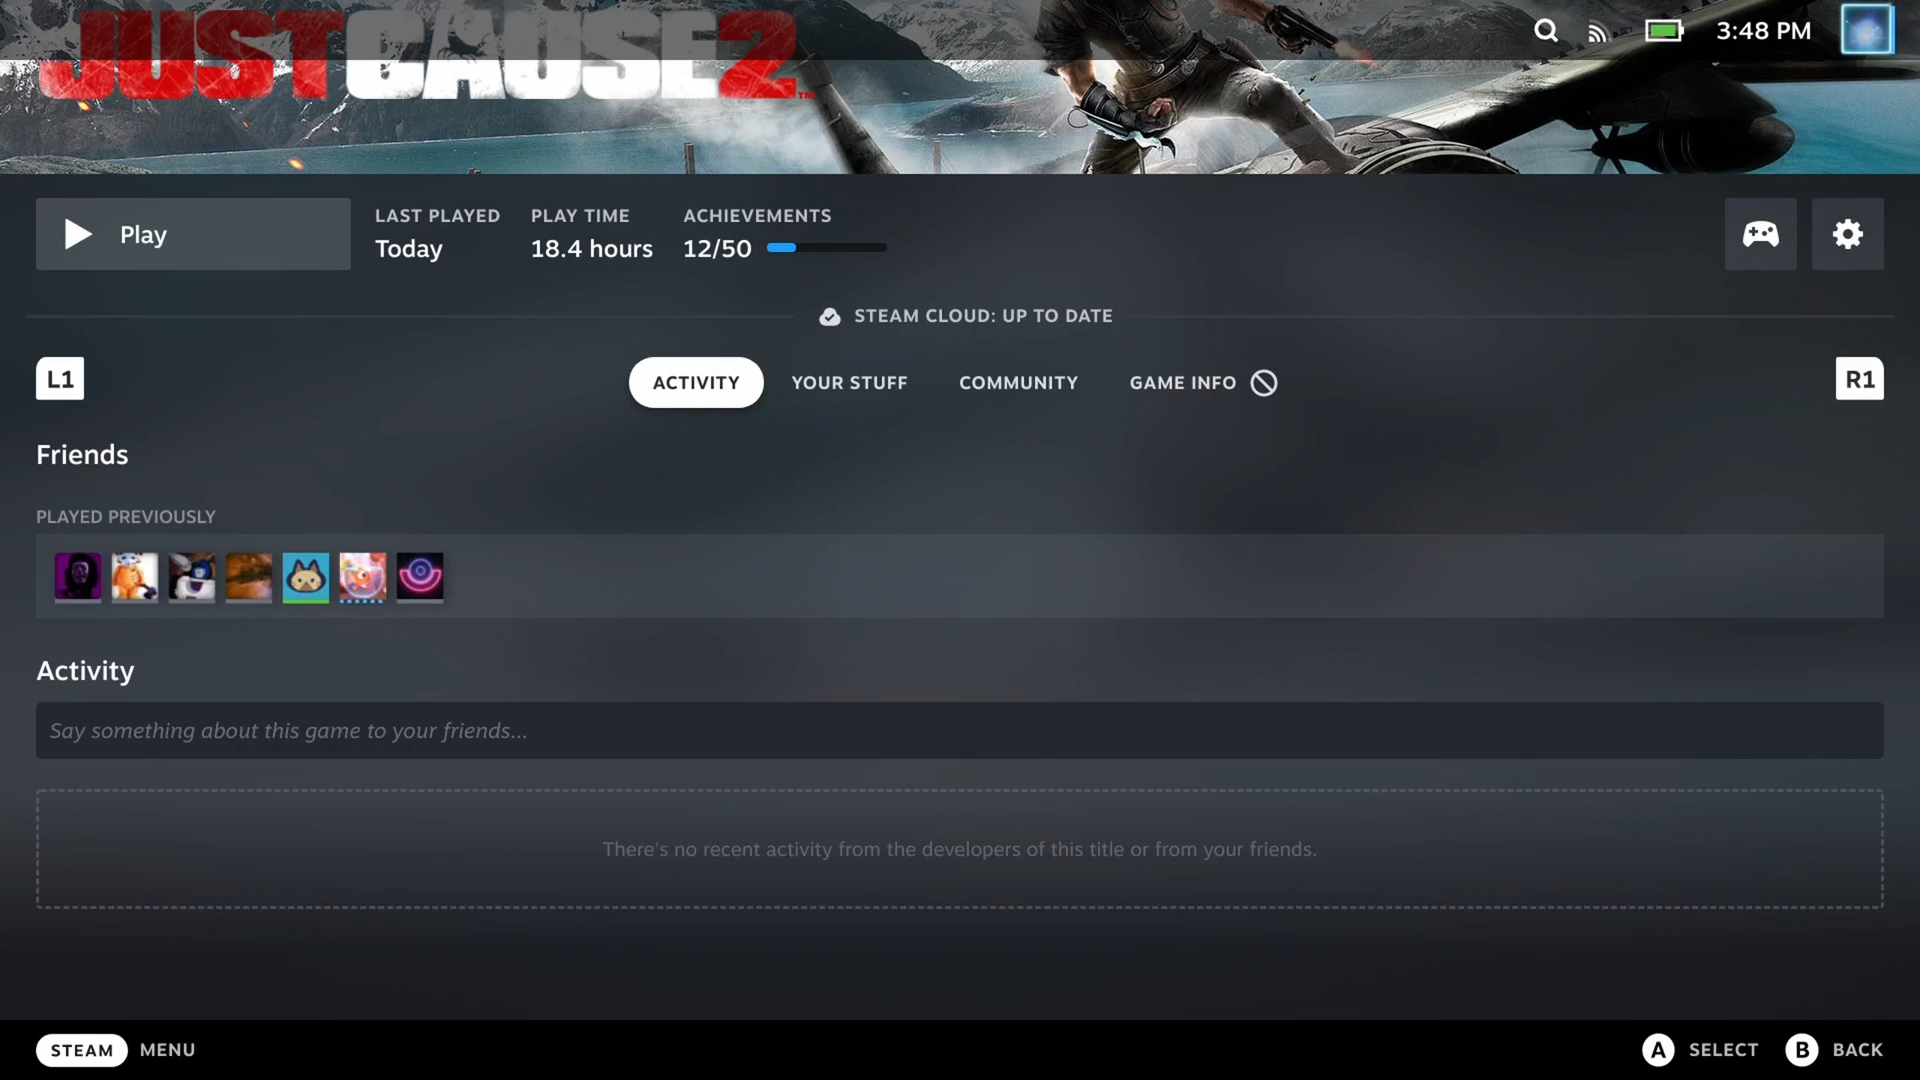 JUST CAUSE 2™
3:48 PM
Play
LAST PLAYED
Today
PLAY TIME
18.4 hours
ACHIEVEMENTS
12/50
STEAM CLOUD: UP TO DATE
L1
ACTIVITY
YOUR STUFF
COMMUNITY
GAME INFO
R1
Friends
PLAYED PREVIOUSLY
Activity
Say something about this game to your friends...
There's no recent activity from the developers of this title or from your friends.
STEAM MENU
A SELECT
B BACK